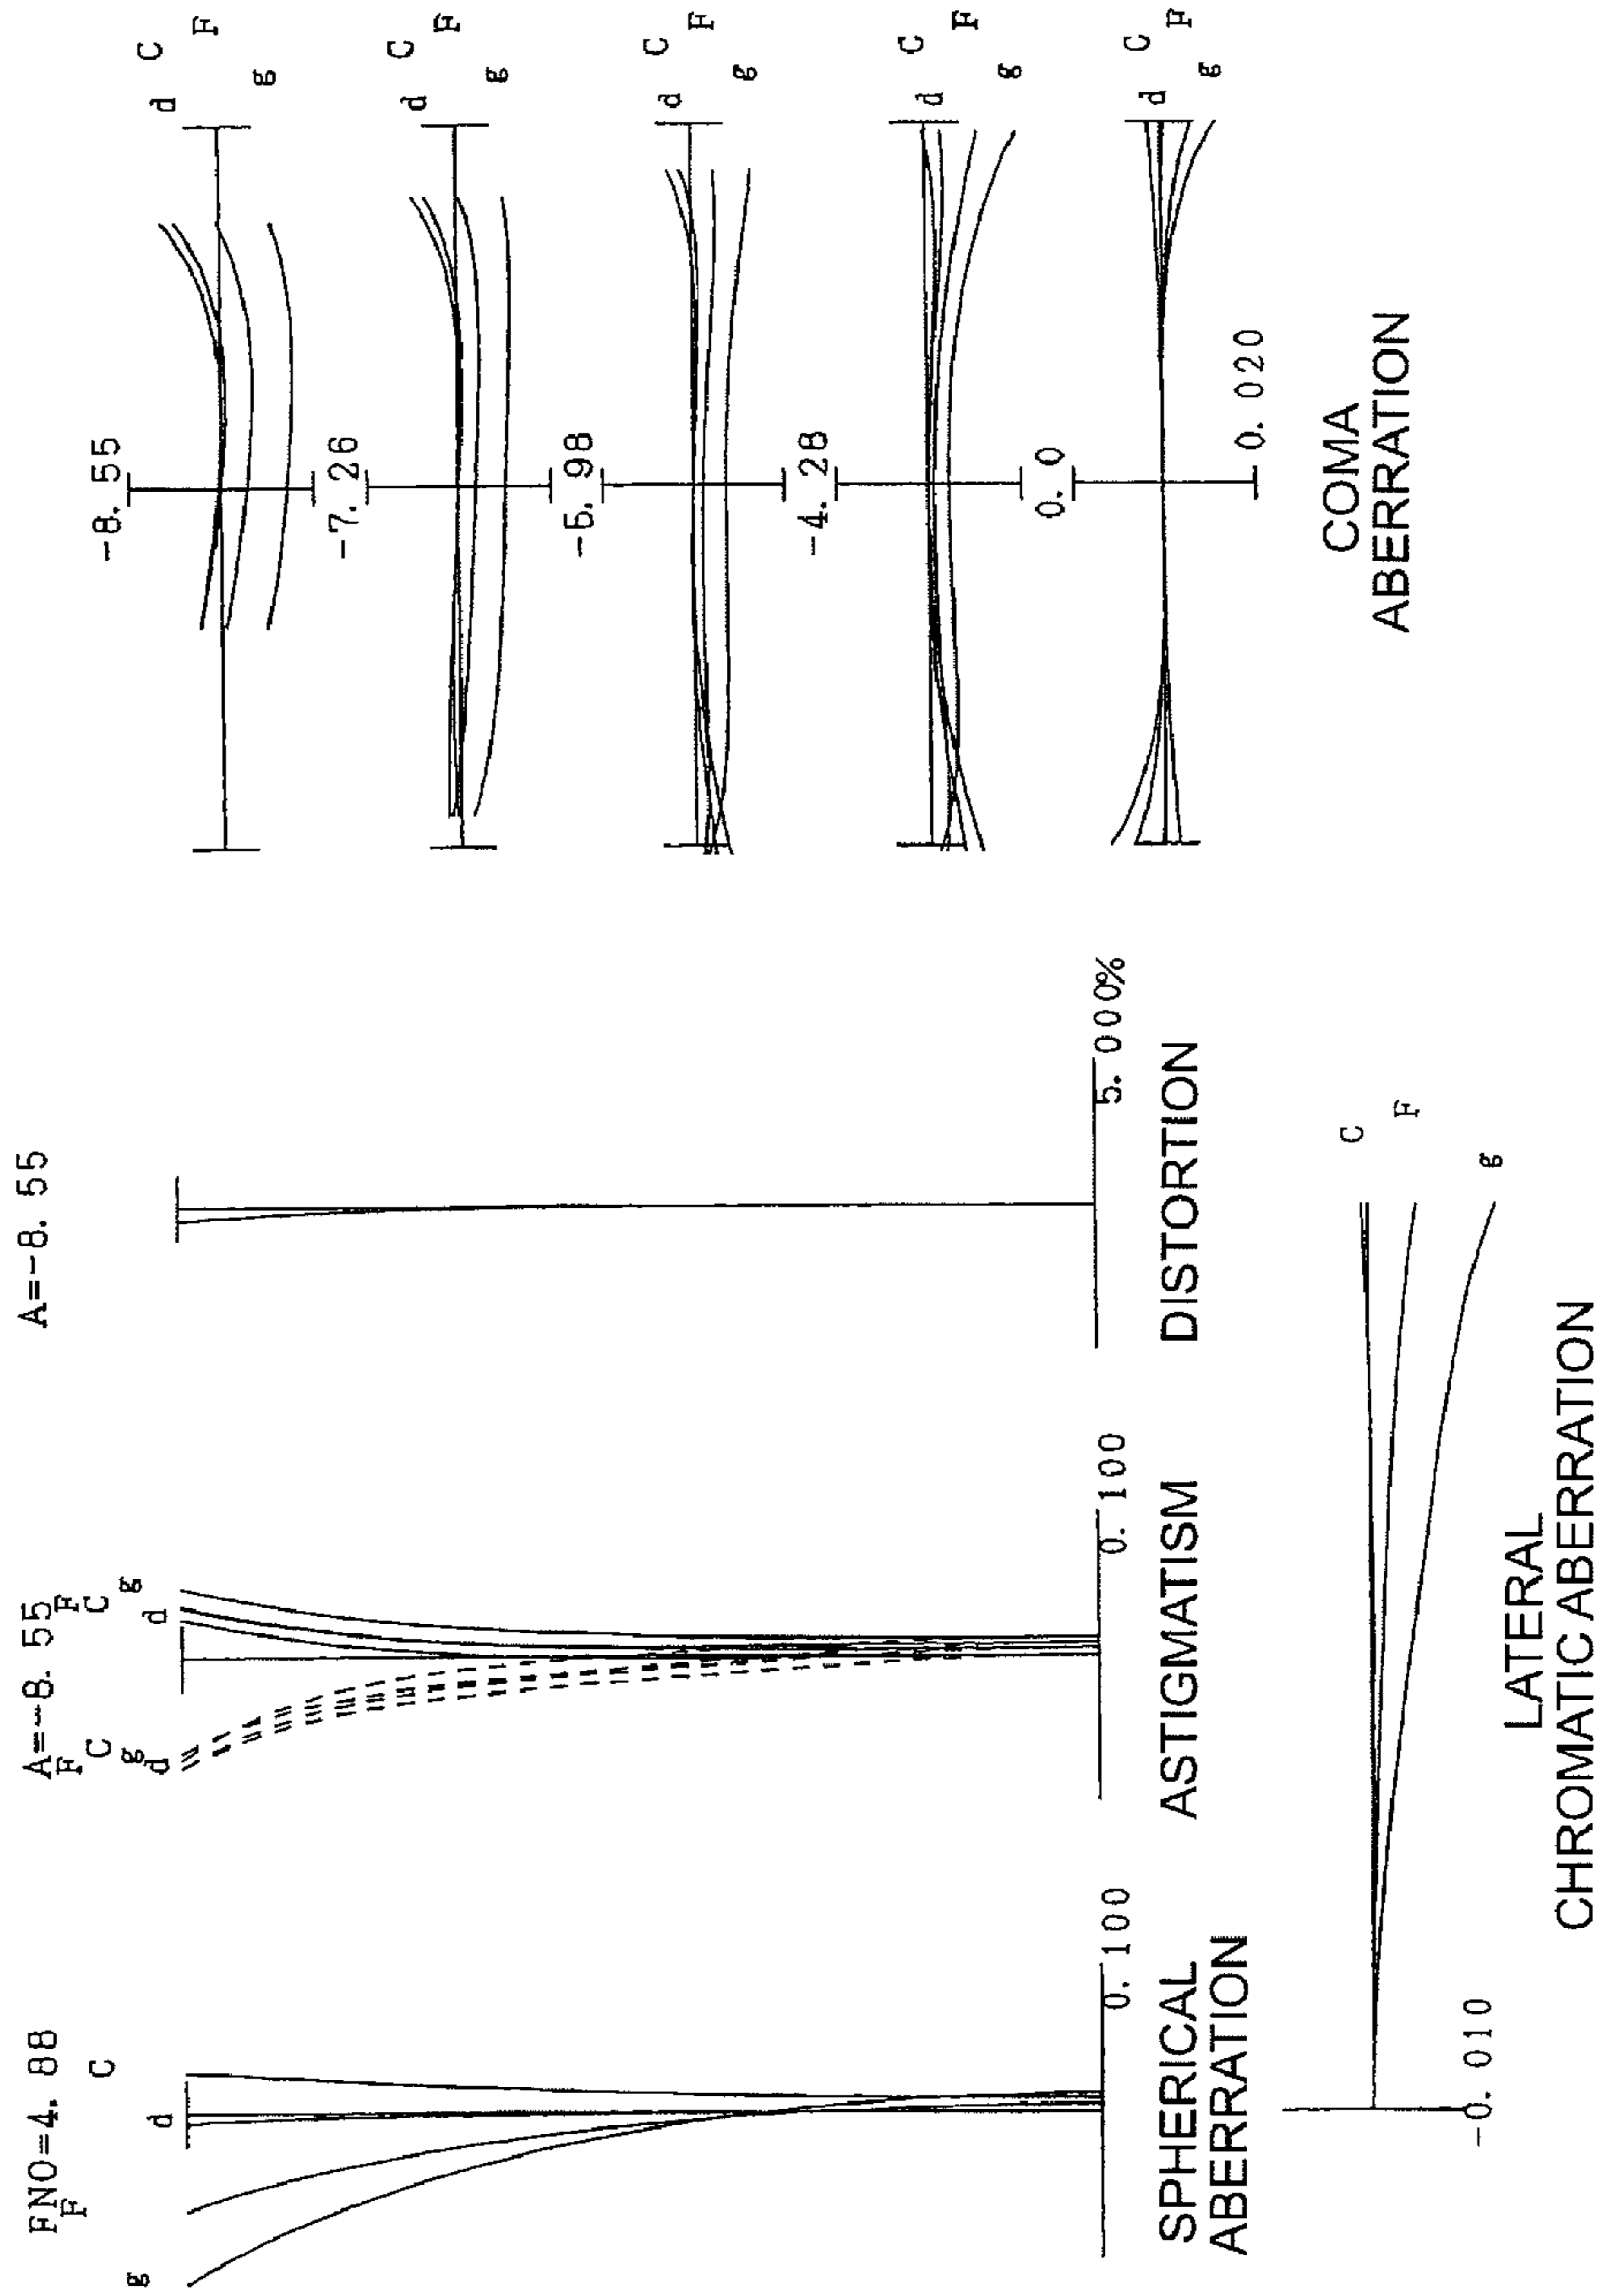 FNO=4. 88
F
C
g
d
A=-8. 55
F
F
C
C
g
g
d
d
A=-8. 55
0. 100
SPHERICAL
ABERRATION
0. 100
ASTIGMATISM
5. 000%
DISTORTION
-8. 55
d
C
F
g
-7. 26
d
C
F
g
-5. 98
d
C
F
g
-4. 28
d
C
F
g
0. 0
d
C
F
g
0. 020
COMA
ABERRATION
C
F
g
-0. 010
LATERAL
CHROMATIC ABERRATION